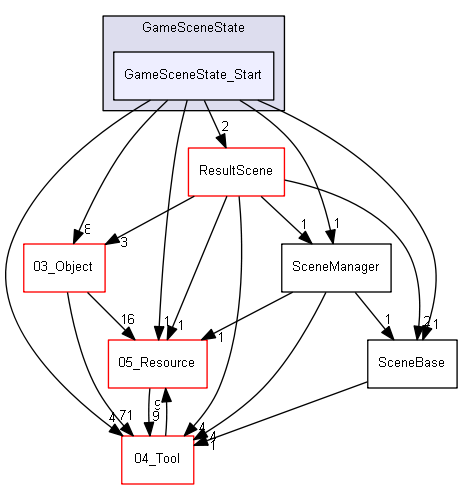 GameSceneState
GameSceneState_Start
2
ResultScene
8
3
1
1
03_Object
SceneManager
16
1
1
1
1
2
1
05_Resource
SceneBase
9
4
71
4
4
1
04_Tool